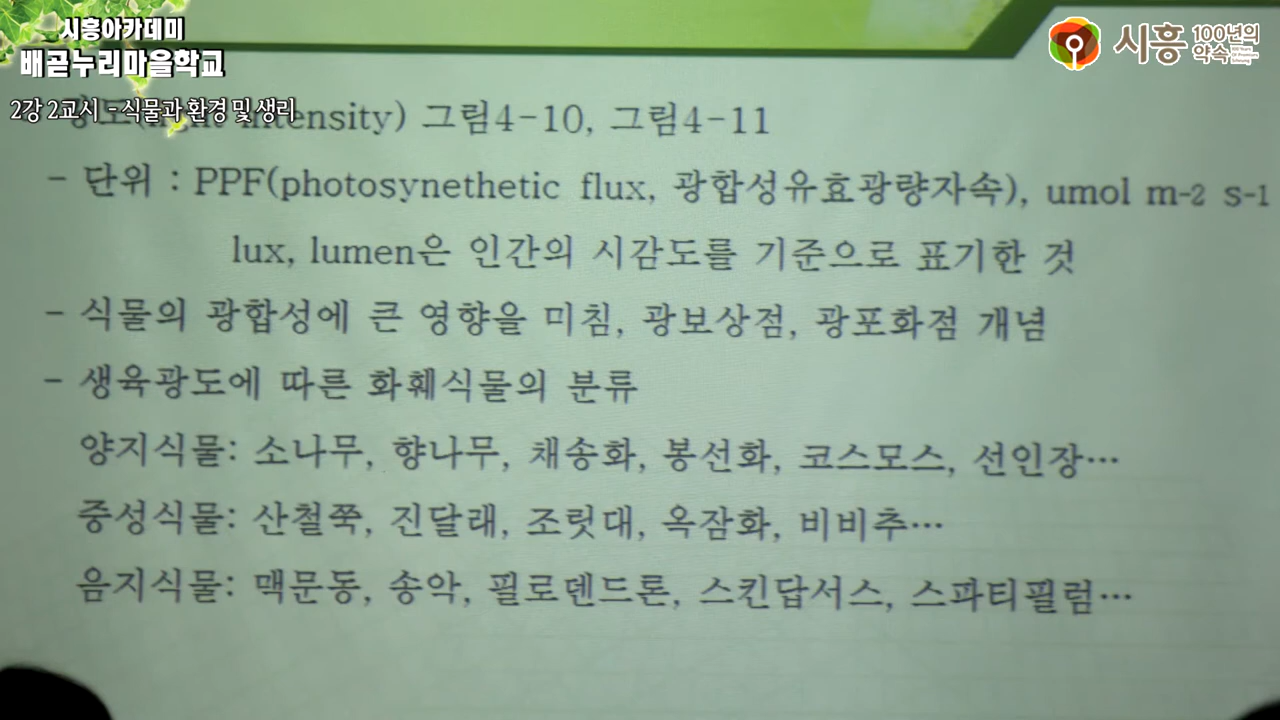 시흥아카데미
배곧누리마을학교
2강 2교시 - 식물과 환경 및 생리
시흥 100년의 약속
intensity) 그림4-10, 그림4-11
- 단위 : PPF(photosynethetic flux, 광합성유효광량자속), umol m-2 s-1
lux, lumen은 인간의 시감도를 기준으로 표기한 것
- 식물의 광합성에 큰 영향을 미침, 광보상점, 광포화점 개념
- 생육광도에 따른 화훼식물의 분류
양지식물: 소나무, 향나무, 채송화, 봉선화, 코스모스, 선인장…
중성식물: 산철쭉, 진달래, 조릿대, 옥잠화, 비비추…
음지식물: 맥문동, 송악, 필로덴드론, 스킨답서스, 스파티필럼…